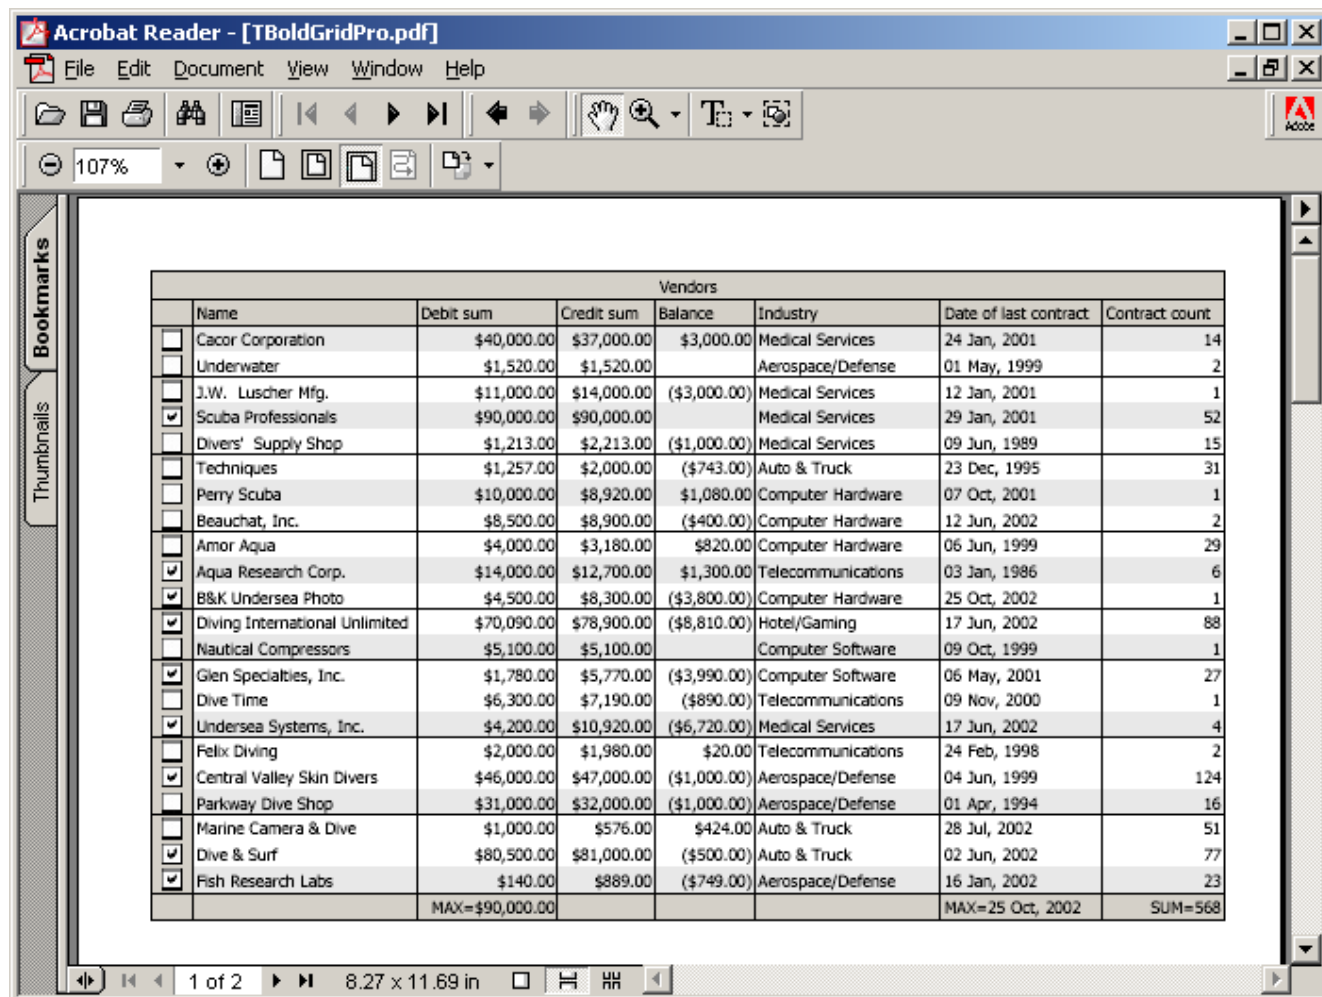 Acrobat Reader - [TBoldGridPro.pdf]
File Edit Document View Window Help
Adobe
107%
Bookmarks
Thumbnails
Vendors
Name Debit sum Credit sum Balance Industry Date of last contract Contract count
Cacor Corporation $40,000.00 $37,000.00 $3,000.00 Medical Services 24 Jan, 2001 14
Underwater $1,520.00 $1,520.00 Aerospace/Defense 01 May, 1999 2
J.W. Luscher Mfg. $11,000.00 $14,000.00 ($3,000.00) Medical Services 12 Jan, 2001 1
Scuba Professionals $90,000.00 $90,000.00 Medical Services 29 Jan, 2001 52
Divers' Supply Shop $1,213.00 $2,213.00 ($1,000.00) Medical Services 09 Jun, 1989 15
Techniques $1,257.00 $2,000.00 ($743.00) Auto & Truck 23 Dec, 1995 31
Perry Scuba $10,000.00 $8,920.00 $1,080.00 Computer Hardware 07 Oct, 2001 1
Beauchat, Inc. $8,500.00 $8,900.00 ($400.00) Computer Hardware 12 Jun, 2002 2
Amor Aqua $4,000.00 $3,180.00 $820.00 Computer Hardware 06 Jun, 1999 29
Aqua Research Corp. $14,000.00 $12,700.00 $1,300.00 Telecommunications 03 Jan, 1986 6
B&K Undersea Photo $4,500.00 $8,300.00 ($3,800.00) Computer Hardware 25 Oct, 2002 1
Diving International Unlimited $70,090.00 $78,900.00 ($8,810.00) Hotel/Gaming 17 Jun, 2002 88
Nautical Compressors $5,100.00 $5,100.00 Computer Software 09 Oct, 1999 1
Glen Specialties, Inc. $1,780.00 $5,770.00 ($3,990.00) Computer Software 06 May, 2001 27
Dive Time $6,300.00 $7,190.00 ($890.00) Telecommunications 09 Nov, 2000 1
Undersea Systems, Inc. $4,200.00 $10,920.00 ($6,720.00) Medical Services 17 Jun, 2002 4
Felix Diving $2,000.00 $1,980.00 $20.00 Telecommunications 24 Feb, 1998 2
Central Valley Skin Divers $46,000.00 $47,000.00 ($1,000.00) Aerospace/Defense 04 Jun, 1999 124
Parkway Dive Shop $31,000.00 $32,000.00 ($1,000.00) Aerospace/Defense 01 Apr, 1994 16
Marine Camera & Dive $1,000.00 $576.00 $424.00 Auto & Truck 28 Jul, 2002 51
Dive & Surf $80,500.00 $81,000.00 ($500.00) Auto & Truck 02 Jun, 2002 77
Fish Research Labs $140.00 $889.00 ($749.00) Aerospace/Defense 16 Jan, 2002 23
MAX=$90,000.00 MAX=25 Oct, 2002 SUM=568
1 of 2 8.27 x 11.69 in